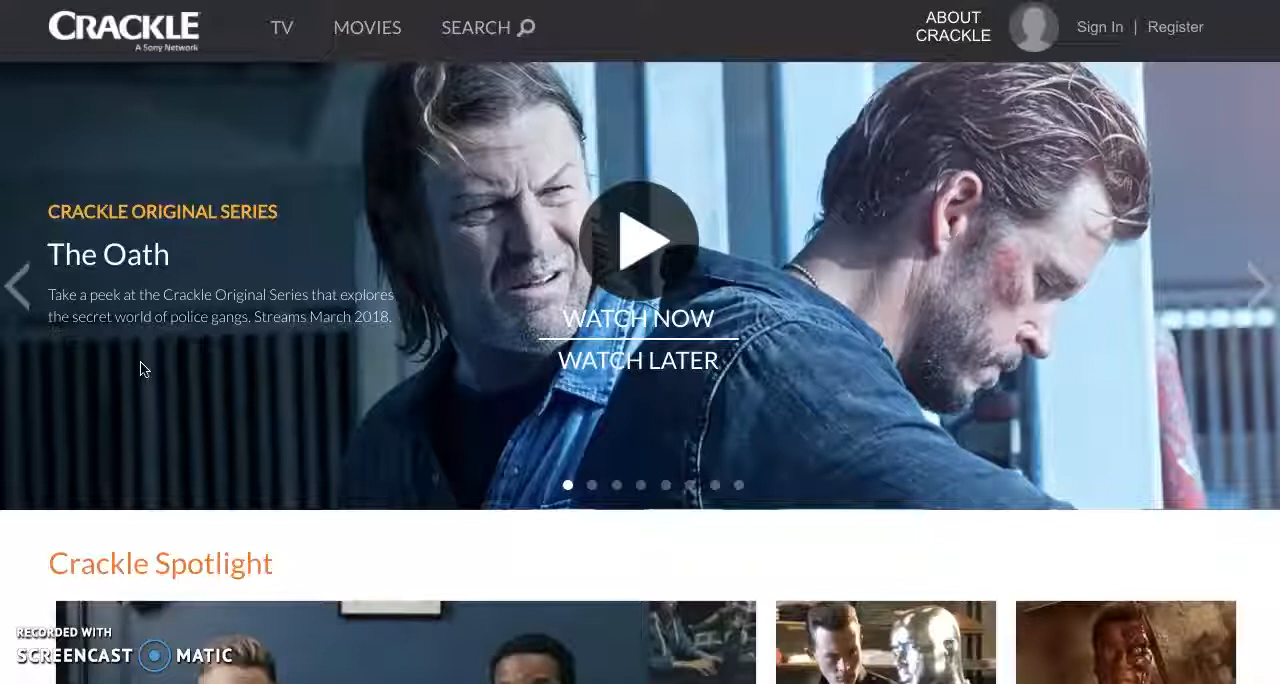 CRACKLE
A Sony Network
TV MOVIES SEARCH
ABOUT
CRACKLE
Sign In | Register
CRACKLE ORIGINAL SERIES
The Oath
Take a peek at the Crackle Original Series that explores
the secret world of police gangs. Streams March 2018.
WATCH NOW
WATCH LATER
Crackle Spotlight
RECORDED WITH
SCREENCAST MATIC